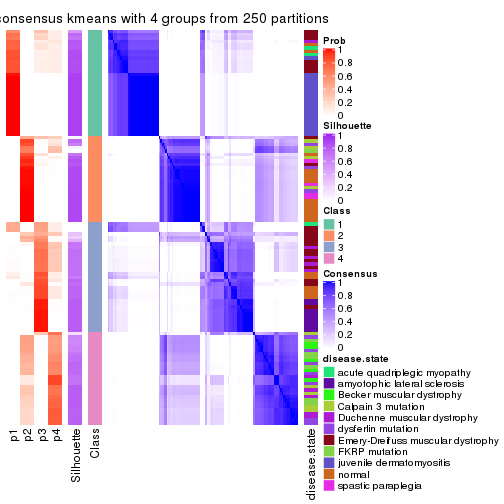 consensus kmeans with 4 groups from 250 partitions
Prob
1
0.8
0.6
0.4
0.2
0
Silhouette
1
0.8
0.6
0.4
0.2
0
Class
1
2
3
4
Consensus
1
0.8
0.6
0.4
0.2
0
disease.state
acute quadriplegic myopathy
amyotophic lateral sclerosis
Becker muscular dystrophy
Calpain 3 mutation
Duchenne muscular dystrophy
dysferlin mutation
Emery-Dreifuss muscular dystrophy
FKRP mutation
juvenile dermatomyositis
normal
spastic paraplegia
p1
p2
p3
p4
Silhouette
Class
disease.state